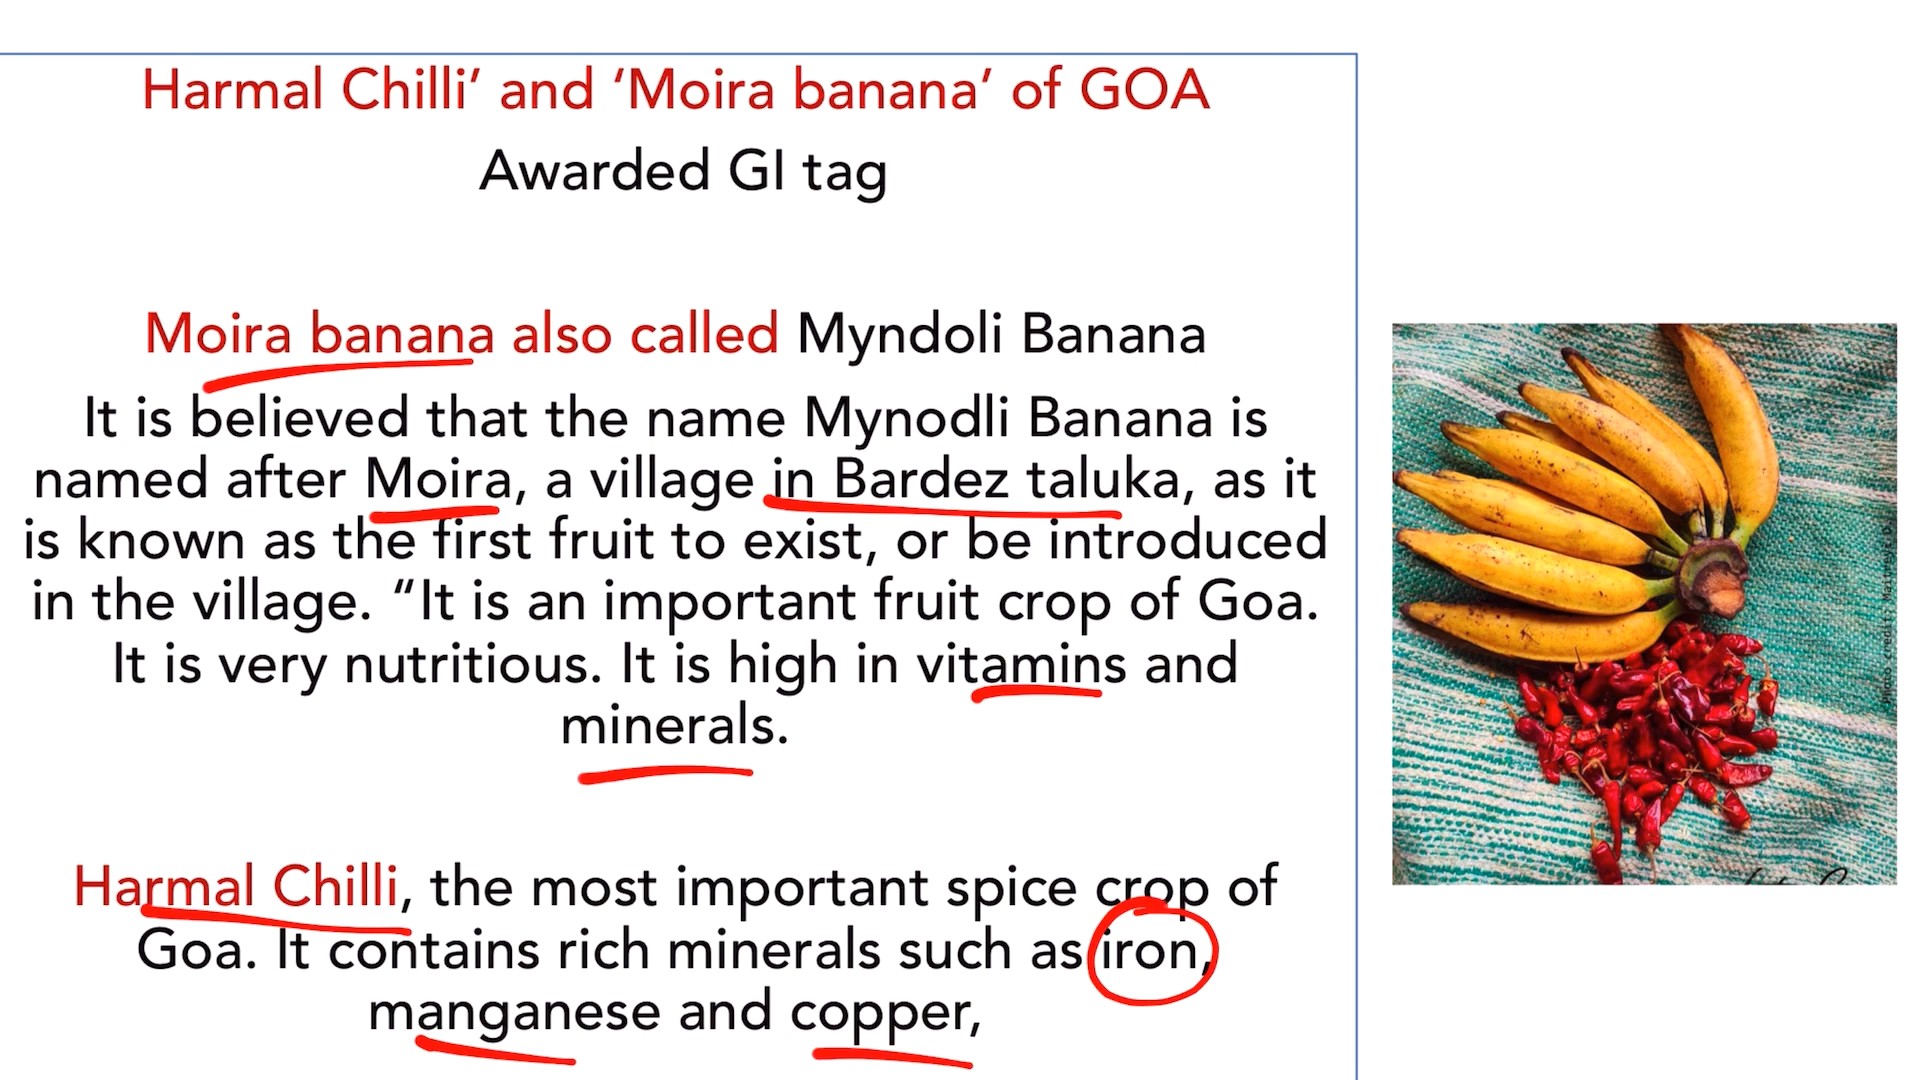 Harmal Chilli’ and ‘Moira banana’ of GOA
Awarded GI tag
Moira banana also called Myndoli Banana
It is believed that the name Mynodli Banana is
named after Moira, a village in Bardez taluka, as it
is known as the first fruit to exist, or be introduced
in the village. “It is an important fruit crop of Goa.
It is very nutritious. It is high in vitamins and
minerals.
Harmal Chilli, the most important spice crop of
Goa. It contains rich minerals such as iron,
manganese and copper,